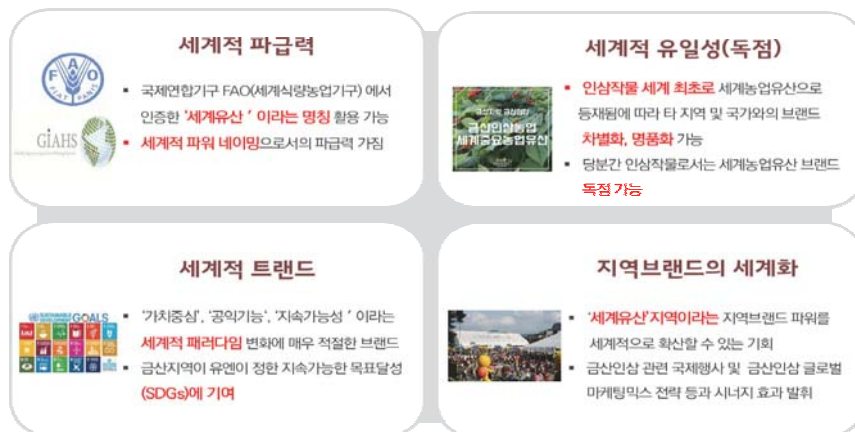 세계적 파급력
FAO
FIAT PANIS
GIAHS
▪ 국제연합기구 FAO(세계식량농업기구) 에서
인증한 '세계유산 ' 이라는 명칭 활용 가능
▪ 세계적 파워 네이밍으로서의 파급력 가짐
세계적 유일성(독점)
금산인삼농업
세계중요농업유산
▪ 인삼작물 세계 최초로 세계농업유산으로
등재됨에 따라 타 지역 및 국가와의 브랜드
차별화, 명품화 가능
▪ 당분간 인삼작물로서는 세계농업유산 브랜드
독점 가능
세계적 트랜드
SUSTAINABLE DEVELOPMENT GOALS
▪ '가치중심', '공익기능', '지속가능성 ' 이라는
세계적 패러다임 변화에 매우 적절한 브랜드
▪ 금산지역이 유엔이 정한 지속가능한 목표달성
(SDGs)에 기여
지역브랜드의 세계화
▪ '세계유산'지역이라는 지역브랜드 파워를
세계적으로 확산할 수 있는 기회
▪ 금산인삼 관련 국제행사 및 금산인삼 글로벌
마케팅믹스 전략 등과 시너지 효과 발휘